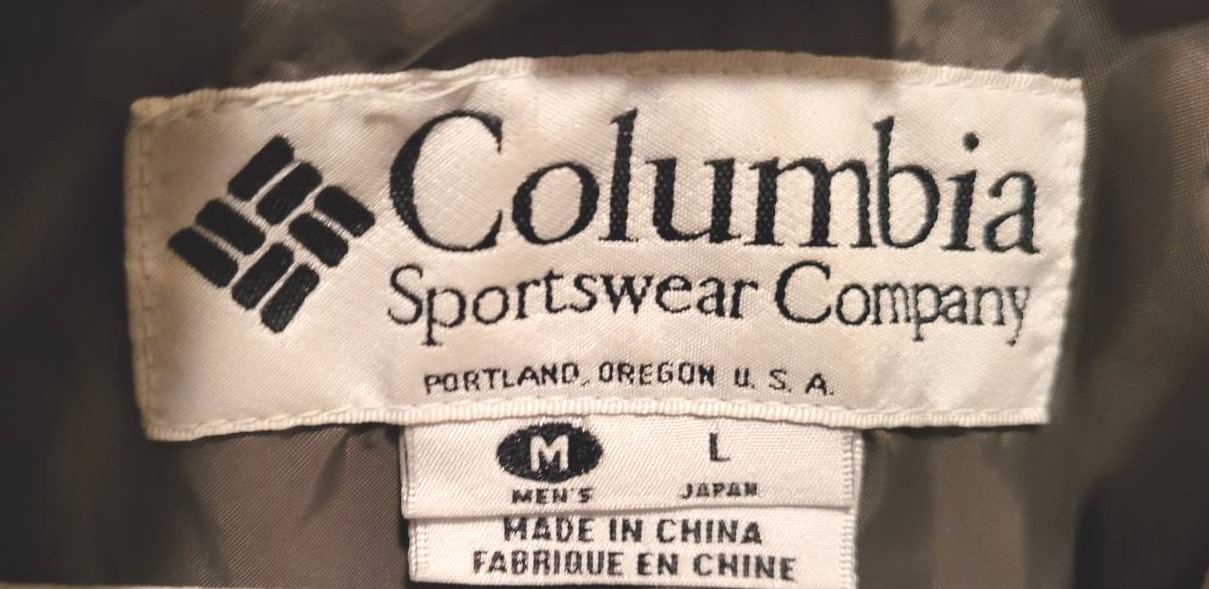 Columbia
Sportswear Company
PORTLAND, OREGON U. S. A.
M L
MEN'S JAPAN
MADE IN CHINA
FABRIQUE EN CHINE